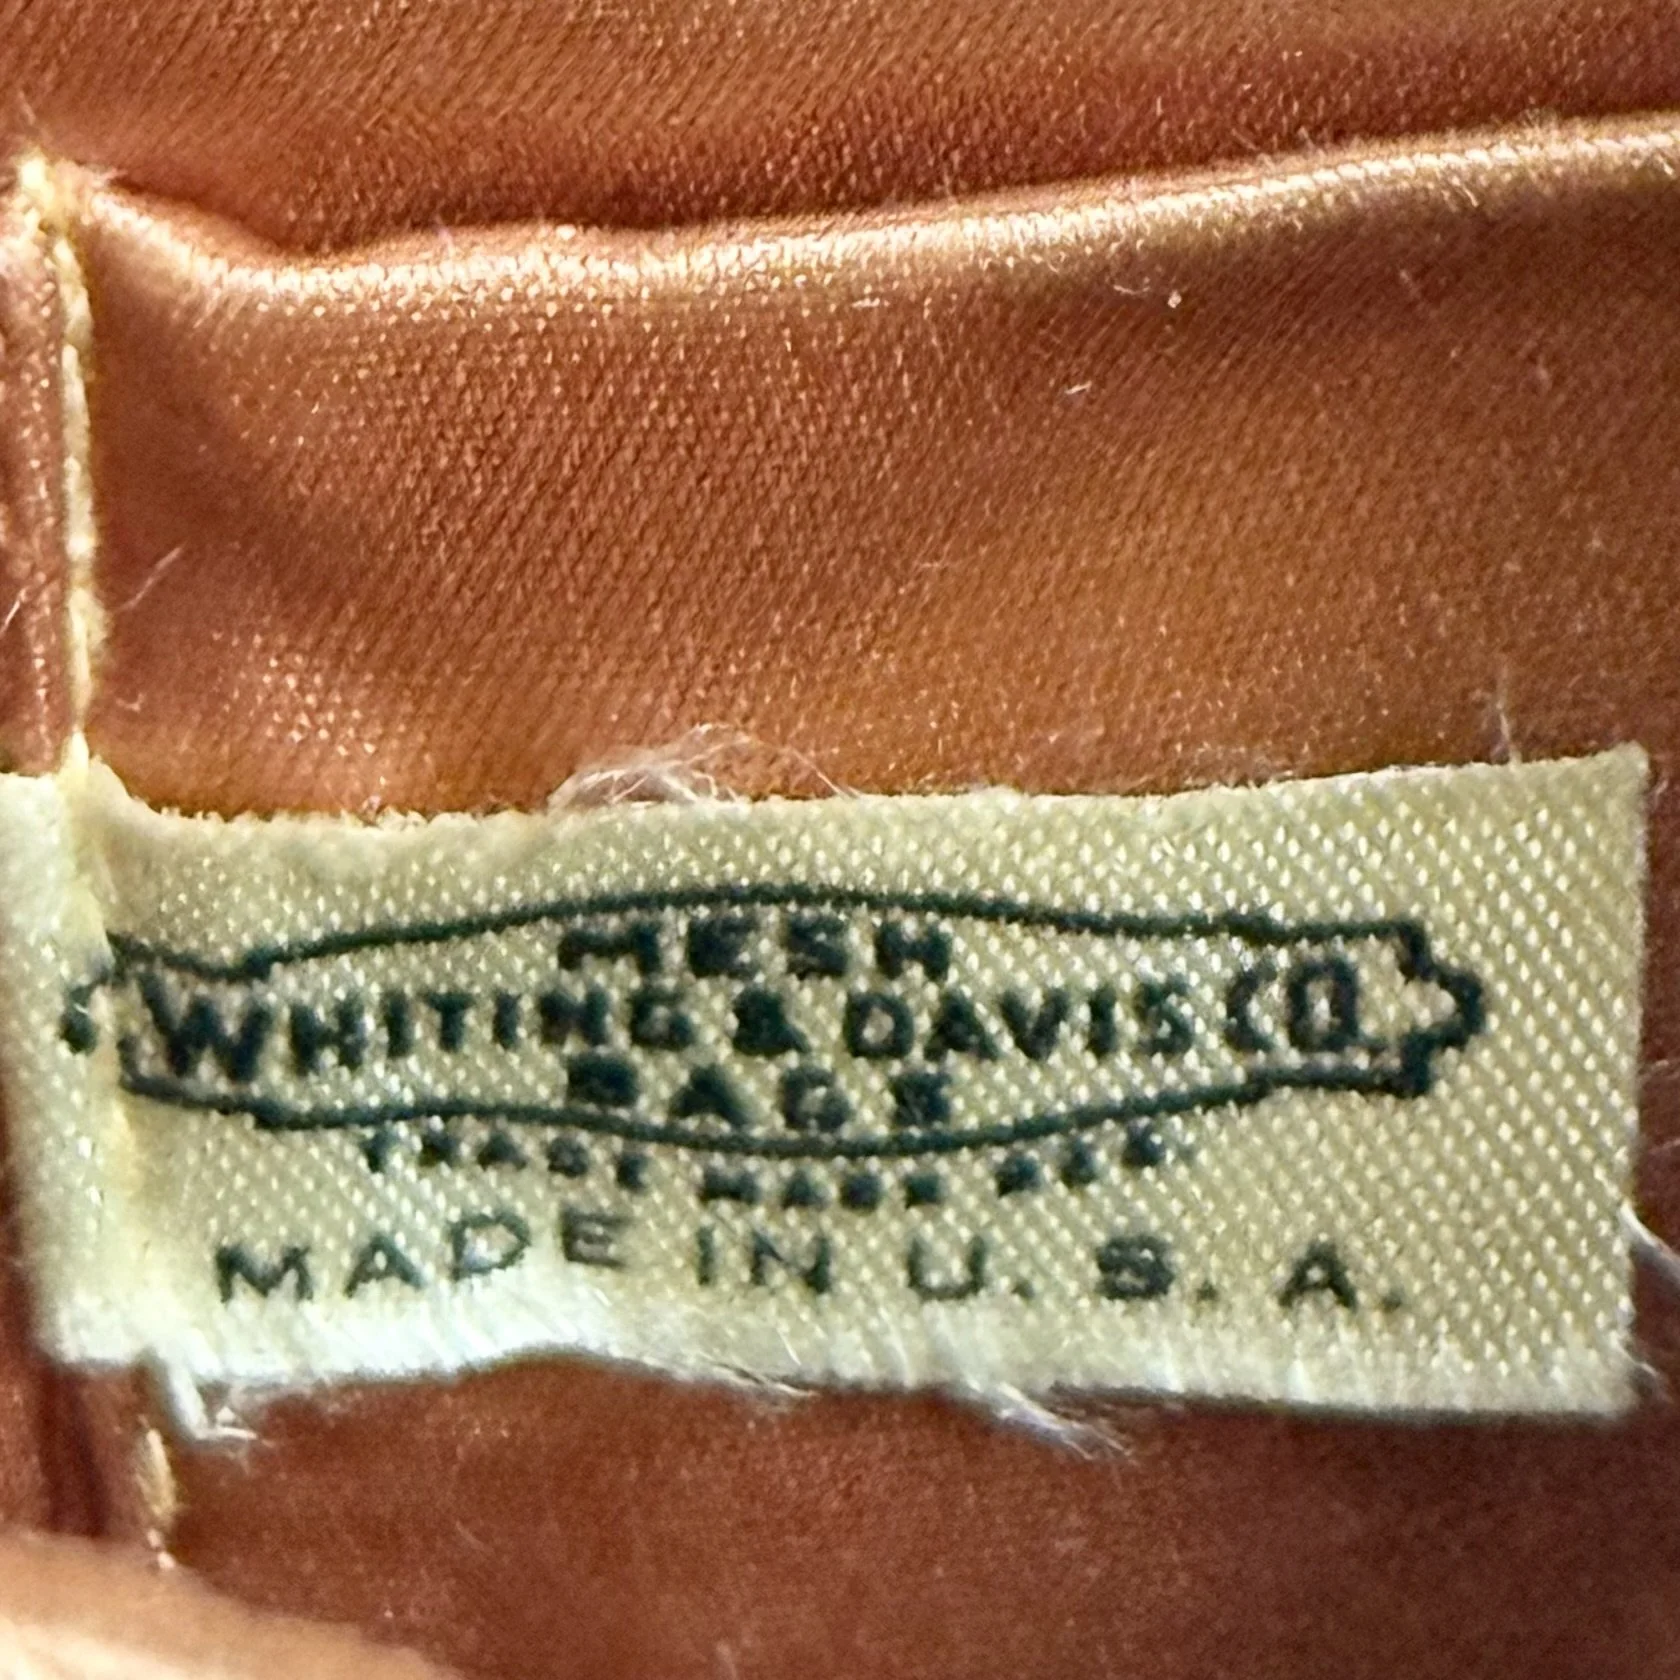 MESH
WHITING & DAVIS CO.
BAGS
TRADE MARK REG.
MADE IN U. S. A.